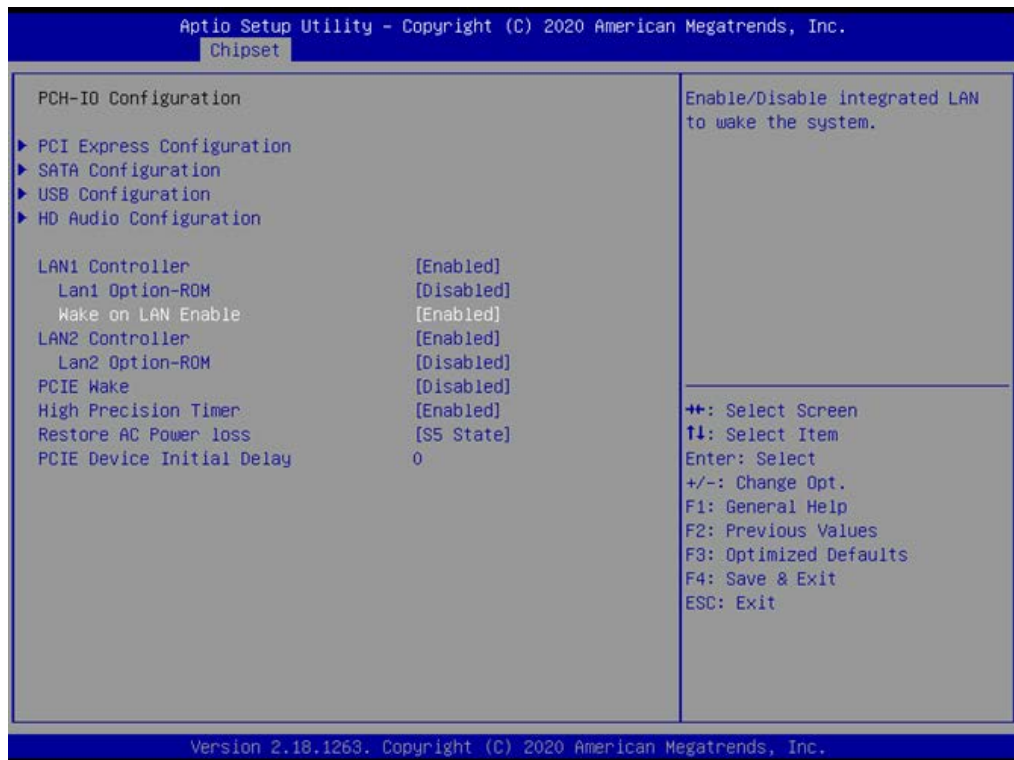 Aptio Setup Utility – Copyright (C) 2020 American Megatrends, Inc.
Chipset
PCH-IO Configuration
▶ PCI Express Configuration
▶ SATA Configuration
▶ USB Configuration
▶ HD Audio Configuration
LAN1 Controller [Enabled]
Lan1 Option-ROM [Disabled]
Wake on LAN Enable [Enabled]
LAN2 Controller [Enabled]
Lan2 Option-ROM [Disabled]
PCIE Wake [Disabled]
High Precision Timer [Enabled]
Restore AC Power loss [S5 State]
PCIE Device Initial Delay 0
Enable/Disable integrated LAN
to wake the system.
→←: Select Screen
↑↓: Select Item
Enter: Select
+/-: Change Opt.
F1: General Help
F2: Previous Values
F3: Optimized Defaults
F4: Save & Exit
ESC: Exit
Version 2.18.1263. Copyright (C) 2020 American Megatrends, Inc.